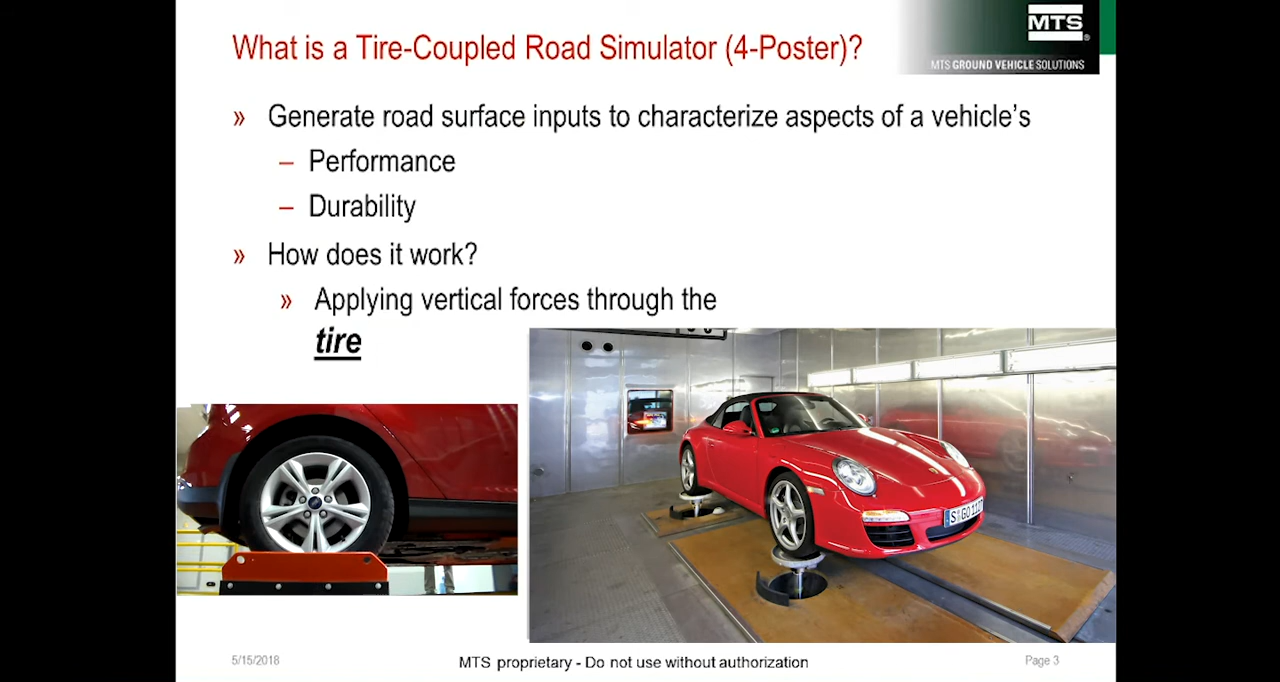 What is a Tire-Coupled Road Simulator (4-Poster)?
MTS
MTS GROUND VEHICLE SOLUTIONS
» Generate road surface inputs to characterize aspects of a vehicle's
– Performance
– Durability
» How does it work?
» Applying vertical forces through the
tire
5/15/2018
MTS proprietary - Do not use without authorization
Page 3